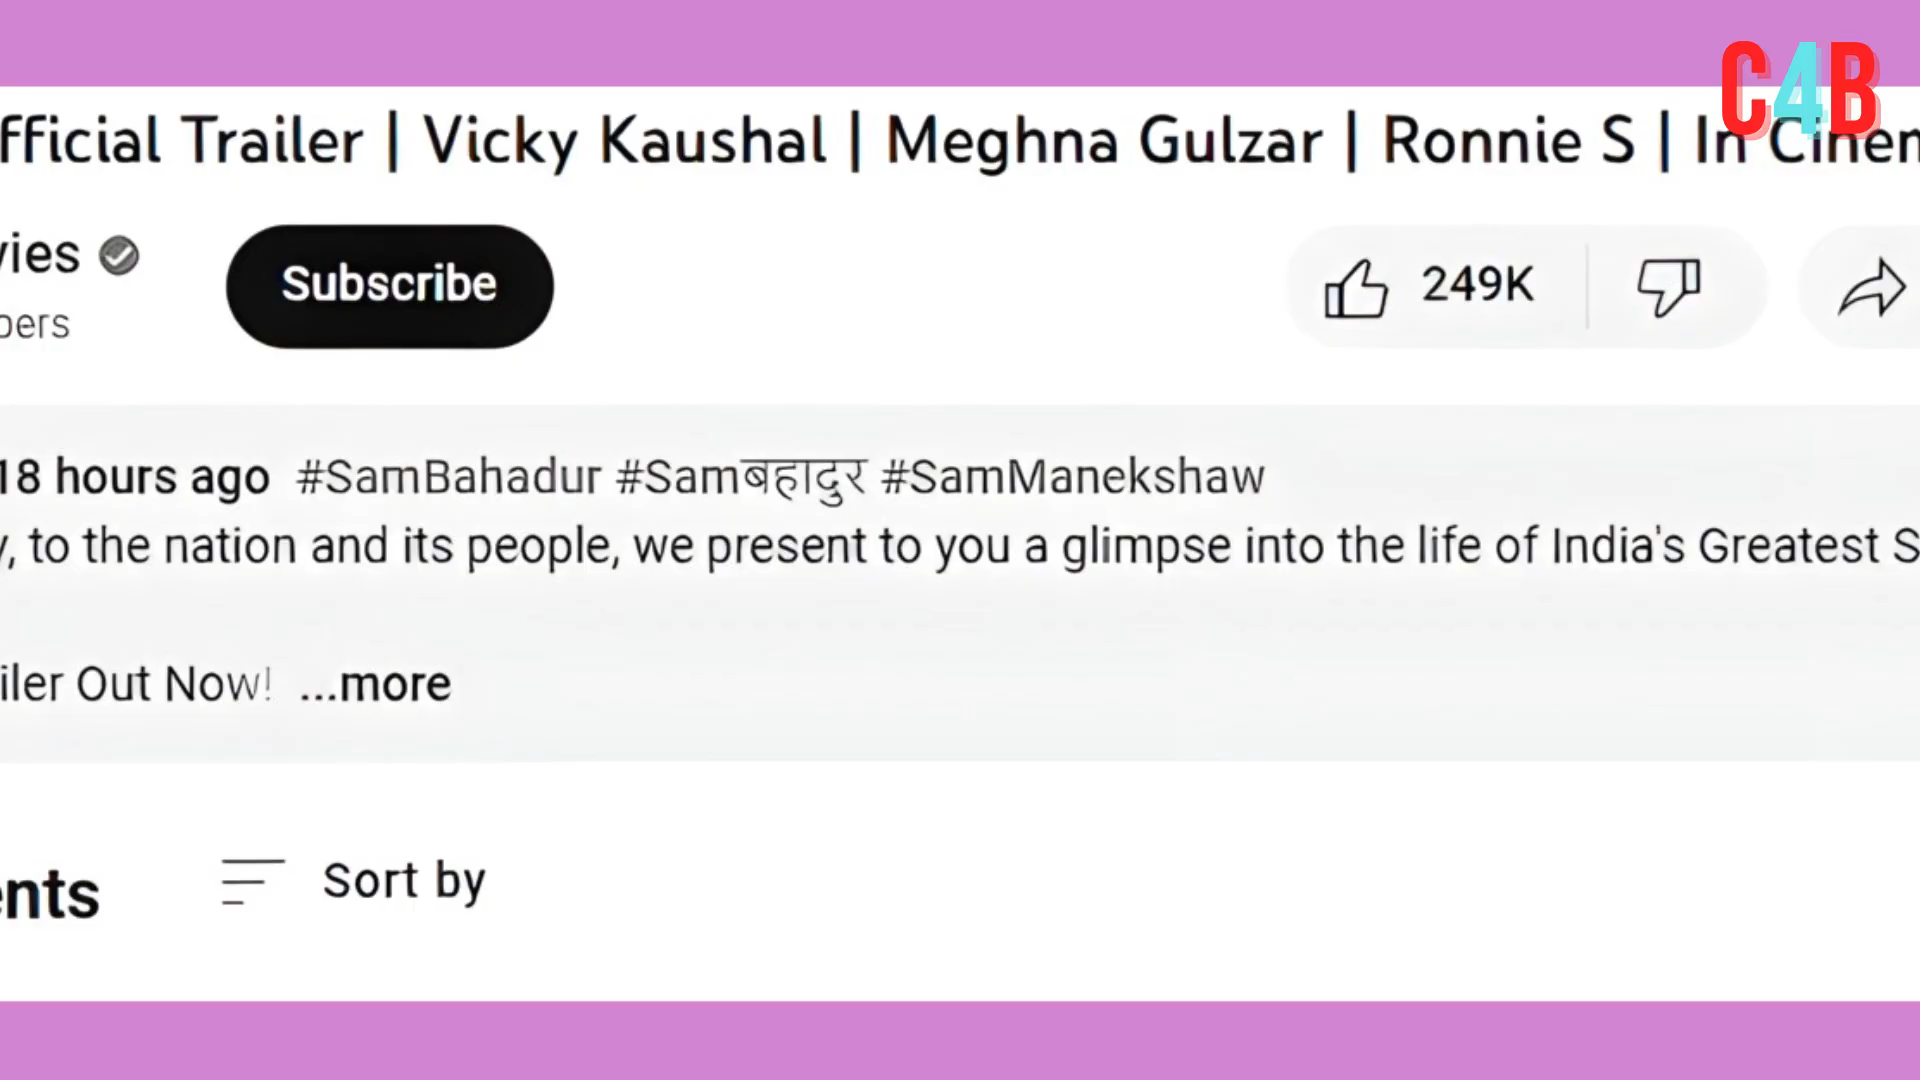 C4B
fficial Trailer | Vicky Kaushal | Meghna Gulzar | Ronnie S | In Cinem
vies
Subscribe
249K
bers
18 hours ago #SamBahadur #Samबहादुर #SamManekshaw
y, to the nation and its people, we present to you a glimpse into the life of India's Greatest S
iler Out Now! ...more
ents
Sort by